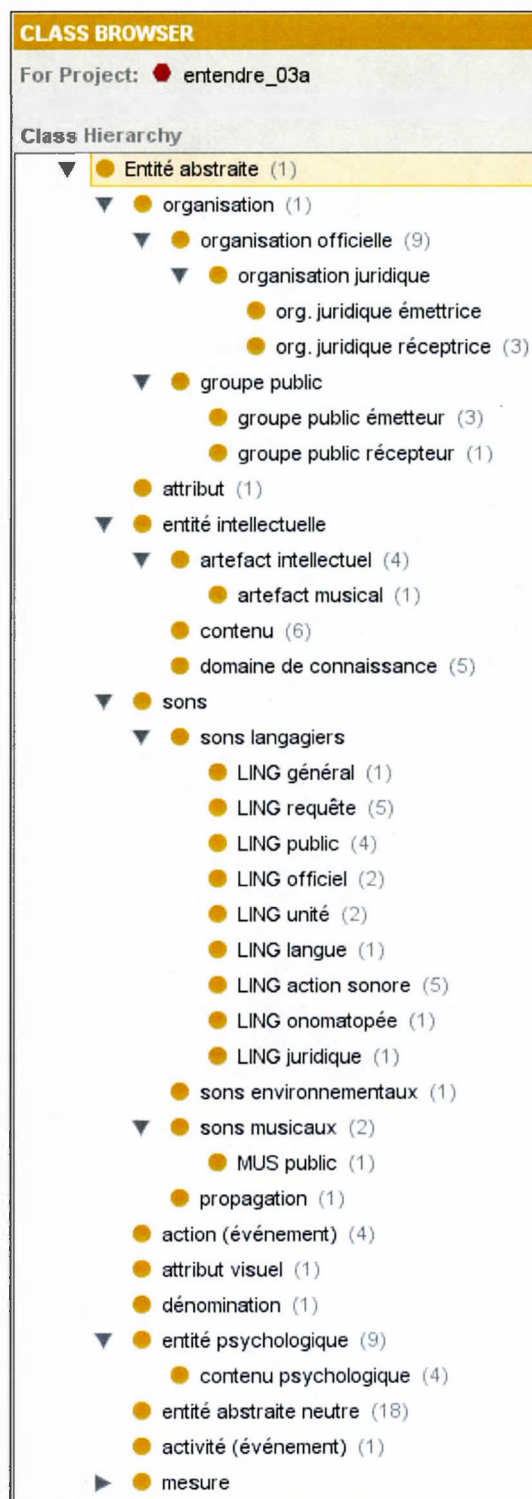 CLASS BROWSER
For Project: entendre_03a
Class Hierarchy
Entité abstraite (1)
organisation (1)
organisation officielle (9)
organisation juridique
org. juridique émettrice
org. juridique réceptrice (3)
groupe public
groupe public émetteur (3)
groupe public récepteur (1)
attribut (1)
entité intellectuelle
artefact intellectuel (4)
artefact musical (1)
contenu (6)
domaine de connaissance (5)
sons
sons langagiers
LING général (1)
LING requête (5)
LING public (4)
LING officiel (2)
LING unité (2)
LING langue (1)
LING action sonore (5)
LING onomatopée (1)
LING juridique (1)
sons environnementaux (1)
sons musicaux (2)
MUS public (1)
propagation (1)
action (événement) (4)
attribut visuel (1)
dénomination (1)
entité psychologique (9)
contenu psychologique (4)
entité abstraite neutre (18)
activité (événement) (1)
mesure